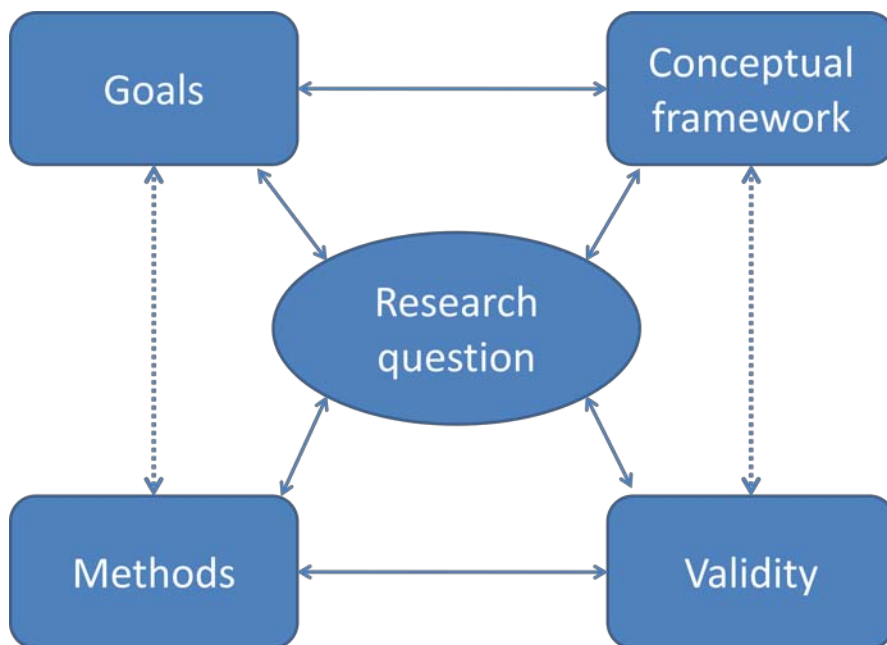 Goals
Conceptual
framework
Research
question
Methods
Validity